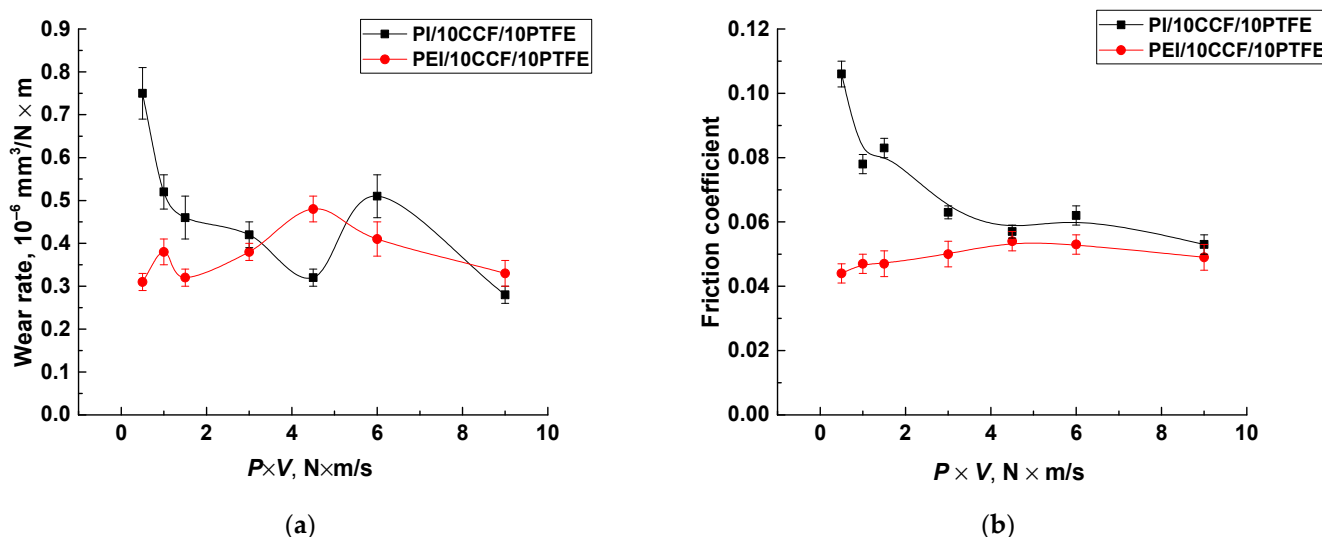 0.9
0.8
0.7
0.6
0.5
0.4
0.3
0.2
0.1
0.0
Wear rate, 10⁻⁶ mm³/N × m
PI/10CCF/10PTFE
PEI/10CCF/10PTFE
0 2 4 6 8 10
P×V, N×m/s
(a)
0.12
0.10
0.08
0.06
0.04
0.02
0.00
Friction coefficient
PI/10CCF/10PTFE
PEI/10CCF/10PTFE
0 2 4 6 8 10
P × V, N × m/s
(b)